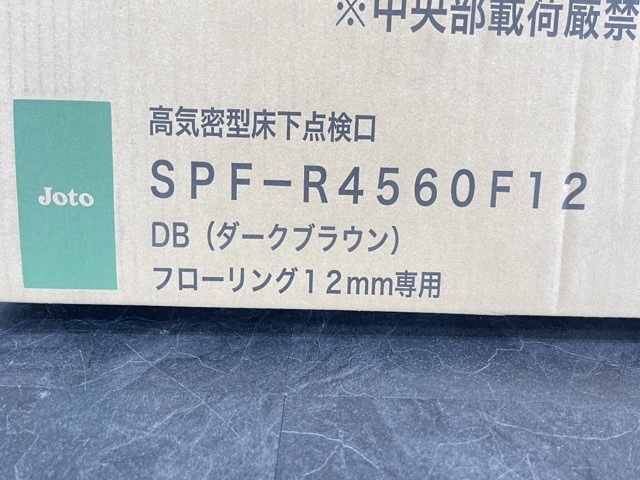 ※中央部載荷厳禁
Joto
高気密型床下点検口
SPF－R4560F12
DB（ダークブラウン）
フローリング12mm専用